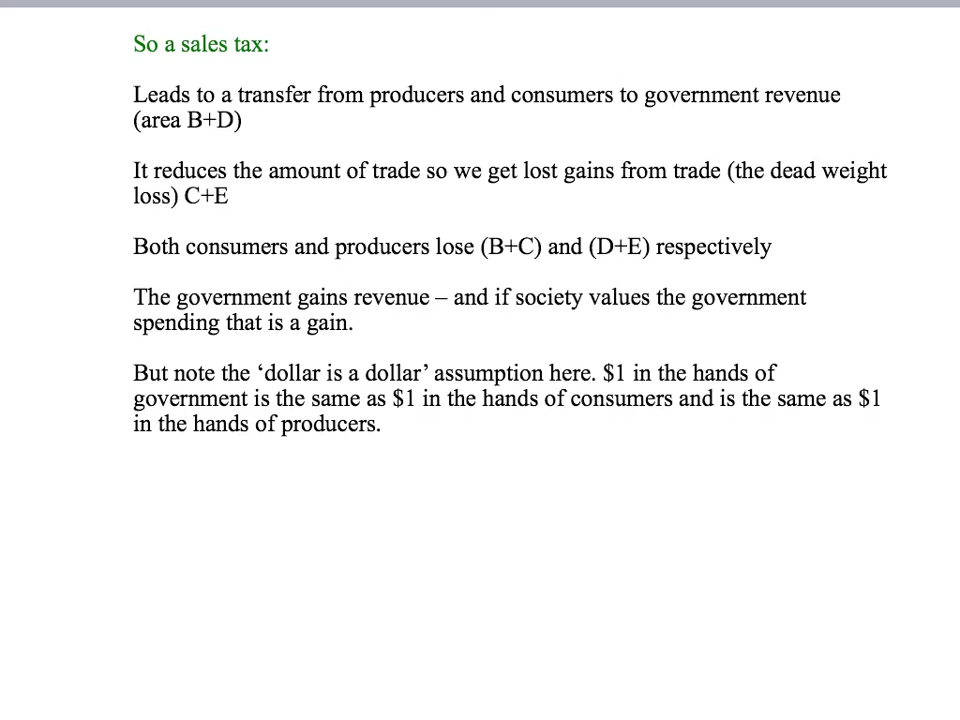 So a sales tax:
Leads to a transfer from producers and consumers to government revenue
(area B+D)
It reduces the amount of trade so we get lost gains from trade (the dead weight
loss) C+E
Both consumers and producers lose (B+C) and (D+E) respectively
The government gains revenue – and if society values the government
spending that is a gain.
But note the ‘dollar is a dollar’ assumption here. $1 in the hands of
government is the same as $1 in the hands of consumers and is the same as $1
in the hands of producers.